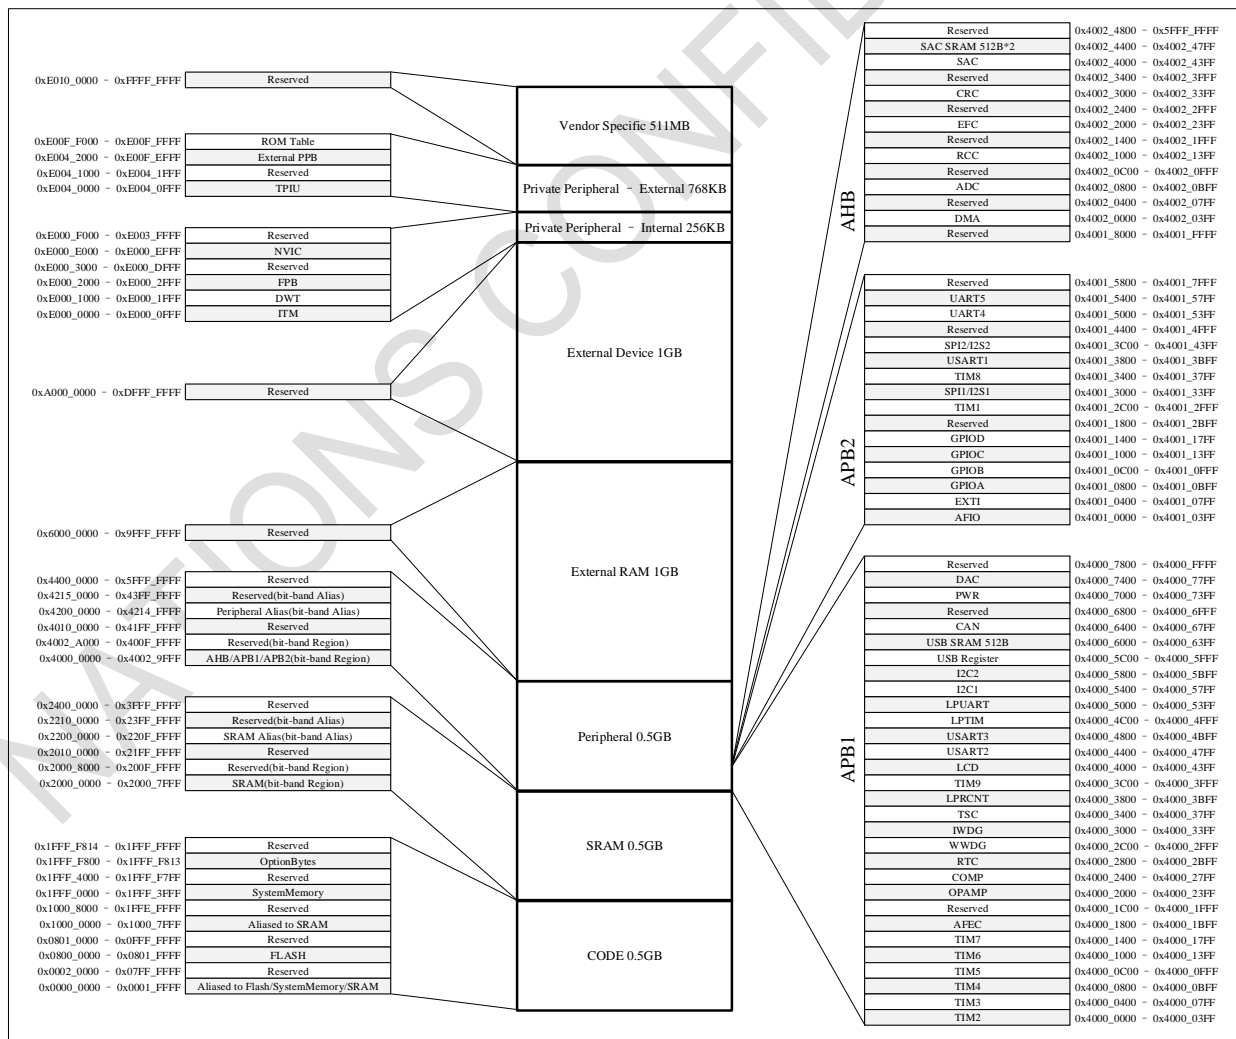 0xE010_0000 - 0xFFFF_FFFF Reserved
0xE00F_F000 - 0xE00F_FFFF ROM Table
0xE004_2000 - 0xE00F_EFFF External PPB
0xE004_1000 - 0xE004_1FFF Reserved
0xE004_0000 - 0xE004_0FFF TPIU
0xE000_F000 - 0xE003_FFFF Reserved
0xE000_E000 - 0xE000_EFFF NVIC
0xE000_3000 - 0xE000_DFFF Reserved
0xE000_2000 - 0xE000_2FFF FPB
0xE000_1000 - 0xE000_1FFF DWT
0xE000_0000 - 0xE000_0FFF ITM
0xA000_0000 - 0xDFFF_FFFF Reserved
0x6000_0000 - 0x9FFF_FFFF Reserved
0x4400_0000 - 0x5FFF_FFFF Reserved
0x4215_0000 - 0x43FF_FFFF Reserved(bit-band Alias)
0x4200_0000 - 0x4214_FFFF Peripheral Alias(bit-band Alias)
0x4010_0000 - 0x41FF_FFFF Reserved
0x4002_A000 - 0x400F_FFFF Reserved(bit-band Region)
0x4000_0000 - 0x4002_9FFF AHB/APB1/APB2(bit-band Region)
0x2400_0000 - 0x3FFF_FFFF Reserved
0x2210_0000 - 0x23FF_FFFF Reserved(bit-band Alias)
0x2200_0000 - 0x220F_FFFF SRAM Alias(bit-band Alias)
0x2010_0000 - 0x21FF_FFFF Reserved
0x2000_8000 - 0x200F_FFFF Reserved(bit-band Region)
0x2000_0000 - 0x2000_7FFF SRAM(bit-band Region)
0x1FFF_F814 - 0x1FFF_FFFF Reserved
0x1FFF_F800 - 0x1FFF_F813 OptionBytes
0x1FFF_4000 - 0x1FFF_F7FF Reserved
0x1FFF_0000 - 0x1FFF_3FFF SystemMemory
0x1000_8000 - 0x1FFE_FFFF Reserved
0x1000_0000 - 0x1000_7FFF Aliased to SRAM
0x0801_0000 - 0x0FFF_FFFF Reserved
0x0800_0000 - 0x0801_FFFF FLASH
0x0002_0000 - 0x07FF_FFFF Reserved
0x0000_0000 - 0x0001_FFFF Aliased to Flash/SystemMemory/SRAM
Vendor Specific 511MB
Private Peripheral - External 768KB
Private Peripheral - Internal 256KB
External Device 1GB
External RAM 1GB
Peripheral 0.5GB
SRAM 0.5GB
CODE 0.5GB
AHB
Reserved 0x4002_4800 - 0x5FFF_FFFF
SAC SRAM 512B*2 0x4002_4400 - 0x4002_47FF
SAC 0x4002_4000 - 0x4002_43FF
Reserved 0x4002_3400 - 0x4002_3FFF
CRC 0x4002_3000 - 0x4002_33FF
Reserved 0x4002_2400 - 0x4002_2FFF
EFC 0x4002_2000 - 0x4002_23FF
Reserved 0x4002_1400 - 0x4002_1FFF
RCC 0x4002_1000 - 0x4002_13FF
Reserved 0x4002_0C00 - 0x4002_0FFF
ADC 0x4002_0800 - 0x4002_0BFF
Reserved 0x4002_0400 - 0x4002_07FF
DMA 0x4002_0000 - 0x4002_03FF
Reserved 0x4001_8000 - 0x4001_FFFF
APB2
Reserved 0x4001_5800 - 0x4001_7FFF
UART5 0x4001_5400 - 0x4001_57FF
UART4 0x4001_5000 - 0x4001_53FF
Reserved 0x4001_4400 - 0x4001_4FFF
SPI2/I2S2 0x4001_3C00 - 0x4001_43FF
USART1 0x4001_3800 - 0x4001_3BFF
TIM8 0x4001_3400 - 0x4001_37FF
SPI1/I2S1 0x4001_3000 - 0x4001_33FF
TIM1 0x4001_2C00 - 0x4001_2FFF
Reserved 0x4001_1800 - 0x4001_2BFF
GPIOD 0x4001_1400 - 0x4001_17FF
GPIOC 0x4001_1000 - 0x4001_13FF
GPIOB 0x4001_0C00 - 0x4001_0FFF
GPIOA 0x4001_0800 - 0x4001_0BFF
EXTI 0x4001_0400 - 0x4001_07FF
AFIO 0x4001_0000 - 0x4001_03FF
APB1
Reserved 0x4000_7800 - 0x4000_FFFF
DAC 0x4000_7400 - 0x4000_77FF
PWR 0x4000_7000 - 0x4000_73FF
Reserved 0x4000_6800 - 0x4000_6FFF
CAN 0x4000_6400 - 0x4000_67FF
USB SRAM 512B 0x4000_6000 - 0x4000_63FF
USB Register 0x4000_5C00 - 0x4000_5FFF
I2C2 0x4000_5800 - 0x4000_5BFF
I2C1 0x4000_5400 - 0x4000_57FF
LPUART 0x4000_5000 - 0x4000_53FF
LPTIM 0x4000_4C00 - 0x4000_4FFF
USART3 0x4000_4800 - 0x4000_4BFF
USART2 0x4000_4400 - 0x4000_47FF
LCD 0x4000_4000 - 0x4000_43FF
TIM9 0x4000_3C00 - 0x4000_3FFF
LPRCNT 0x4000_3800 - 0x4000_3BFF
TSC 0x4000_3400 - 0x4000_37FF
IWDG 0x4000_3000 - 0x4000_33FF
WWDG 0x4000_2C00 - 0x4000_2FFF
RTC 0x4000_2800 - 0x4000_2BFF
COMP 0x4000_2400 - 0x4000_27FF
OPAMP 0x4000_2000 - 0x4000_23FF
Reserved 0x4000_1C00 - 0x4000_1FFF
AFEC 0x4000_1800 - 0x4000_1BFF
TIM7 0x4000_1400 - 0x4000_17FF
TIM6 0x4000_1000 - 0x4000_13FF
TIM5 0x4000_0C00 - 0x4000_0FFF
TIM4 0x4000_0800 - 0x4000_0BFF
TIM3 0x4000_0400 - 0x4000_07FF
TIM2 0x4000_0000 - 0x4000_03FF
NATIONS